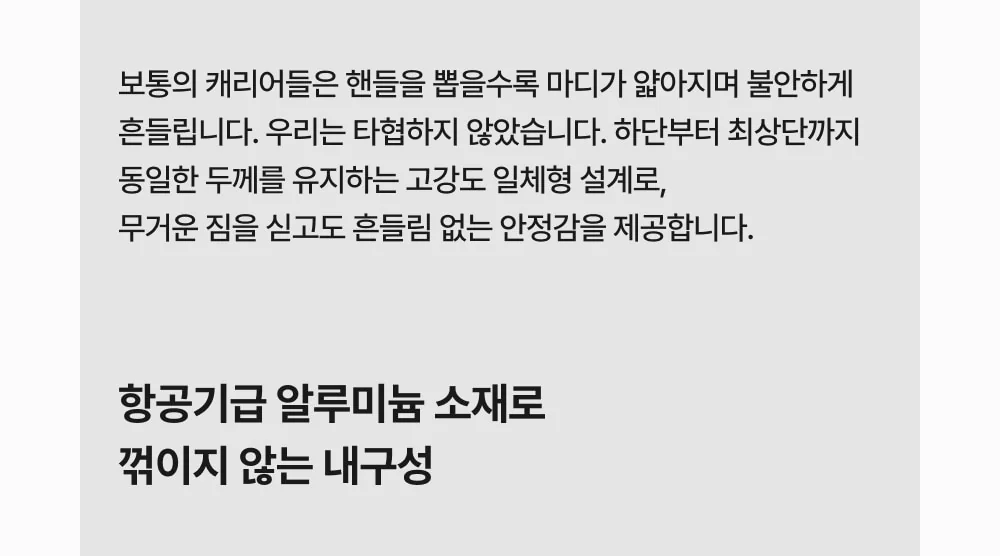 보통의 캐리어들은 핸들을 뽑을수록 마디가 얇아지며 불안하게
흔들립니다. 우리는 타협하지 않았습니다. 하단부터 최상단까지
동일한 두께를 유지하는 고강도 일체형 설계로,
무거운 짐을 싣고도 흔들림 없는 안정감을 제공합니다.
항공기급 알루미늄 소재로
꺾이지 않는 내구성